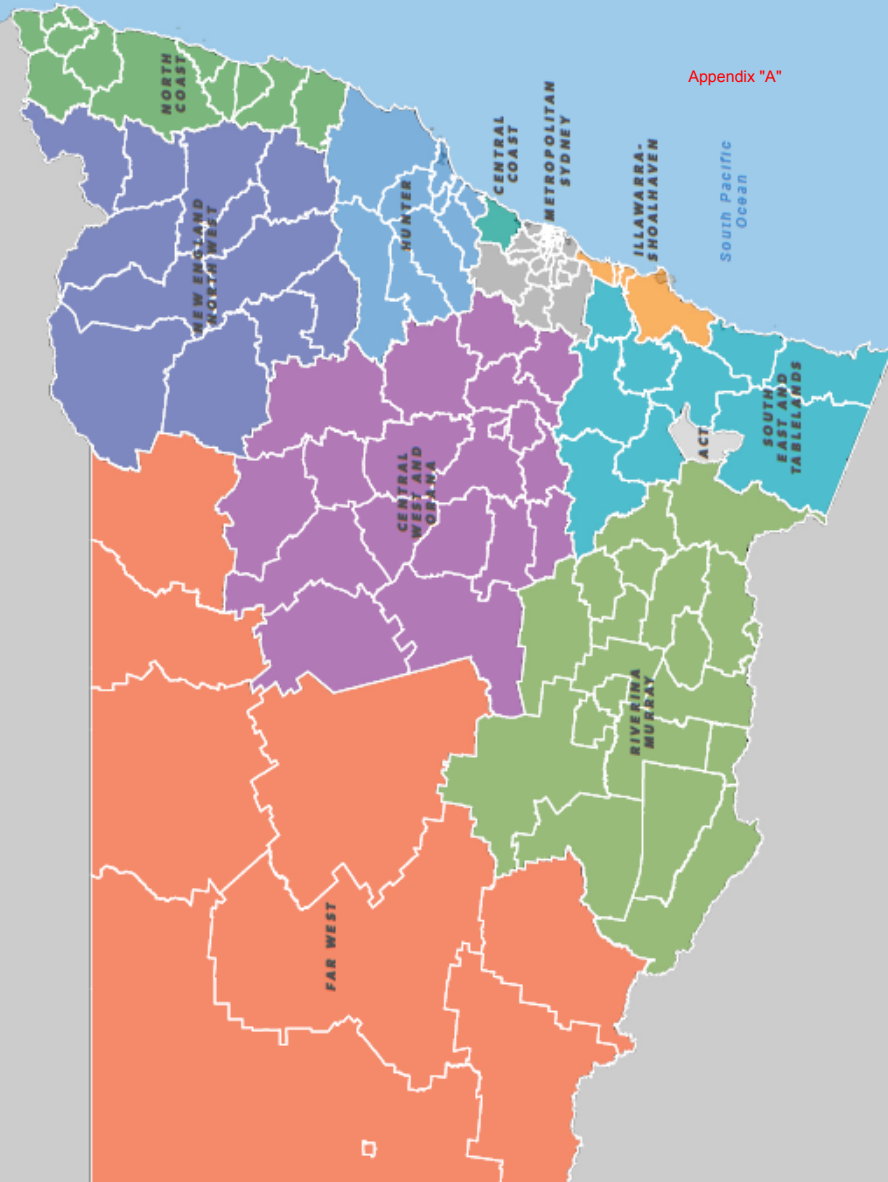 Appendix "A"
NORTH
COAST
NEW ENGLAND
NORTH WEST
HUNTER
CENTRAL
COAST
METROPOLITAN
SYDNEY
ILLAWARRA-
SHOALHAVEN
South Pacific
Ocean
CENTRAL
WEST AND
ORANA
ACT
SOUTH
EAST AND
TABLELANDS
RIVERINA
MURRAY
FAR WEST